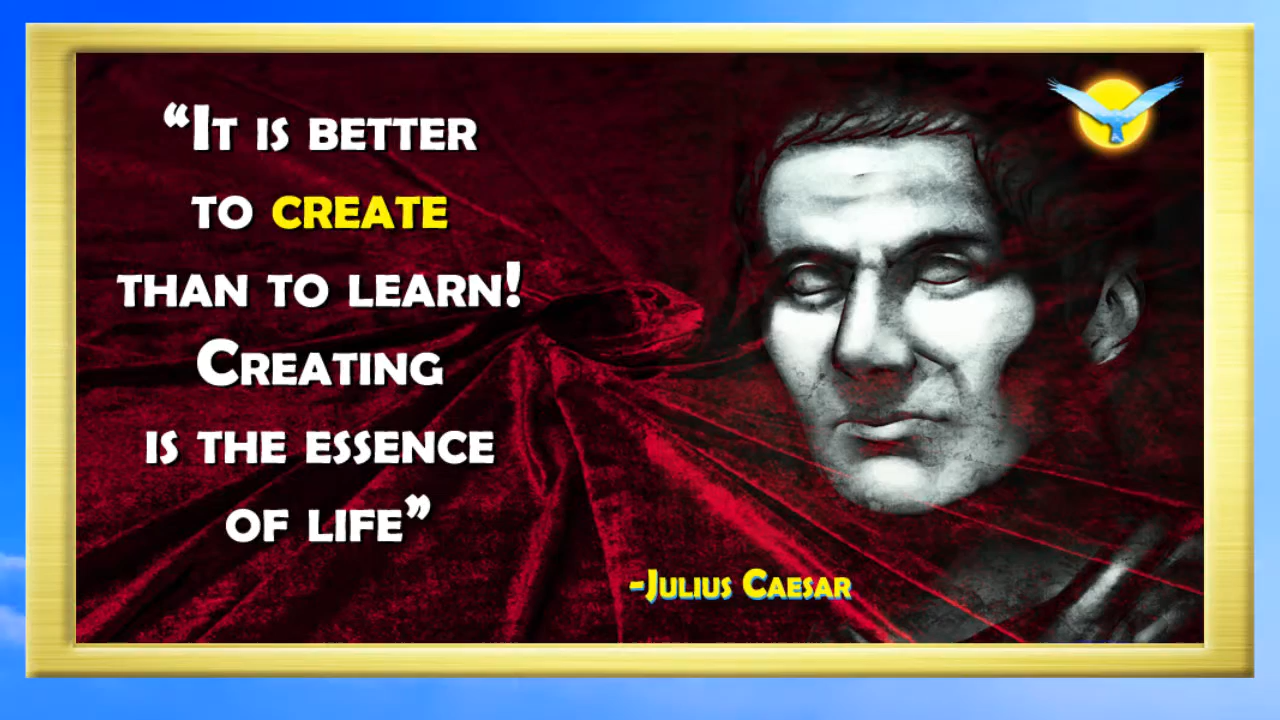 “It is better
to create
than to learn!
Creating
is the essence
of life”
-Julius Caesar